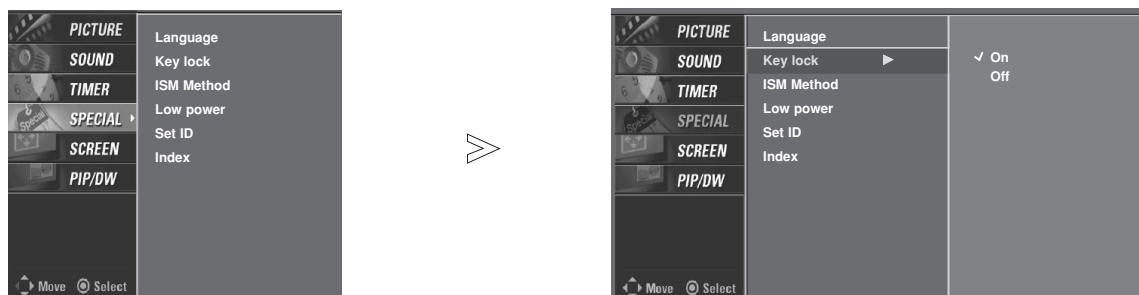 PICTURE
SOUND
TIMER
SPECIAL
SCREEN
PIP/DW
Move Select
Language
Key lock
ISM Method
Low power
Set ID
Index
PICTURE
SOUND
TIMER
SPECIAL
SCREEN
PIP/DW
Move Select
Language
Key lock
ISM Method
Low power
Set ID
Index
On
Off